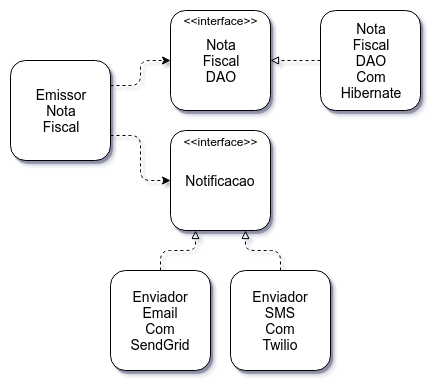 <<interface>>
Nota
Fiscal
DAO
Nota
Fiscal
DAO
Com
Hibernate
Emissor
Nota
Fiscal
<<interface>>
Notificacao
Enviador
Email
Com
SendGrid
Enviador
SMS
Com
Twilio